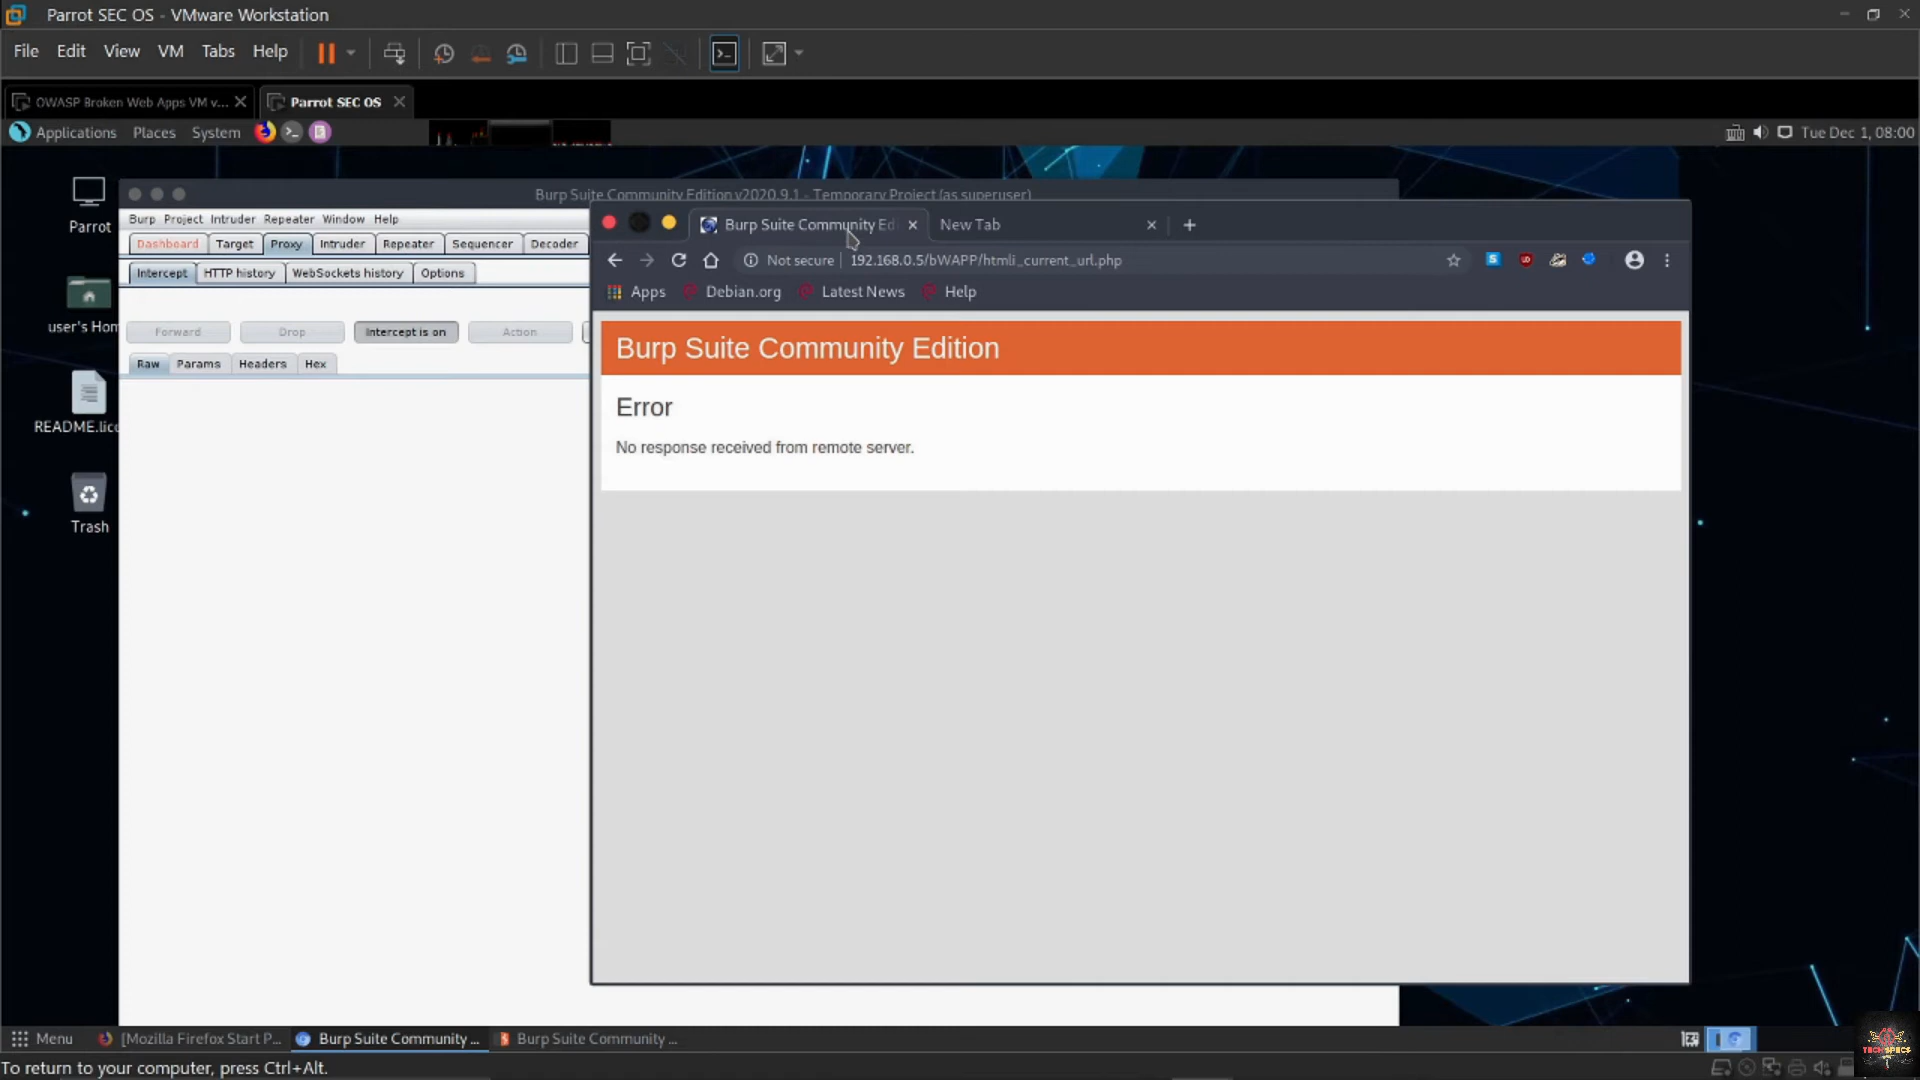 Parrot SEC OS - VMware Workstation
File Edit View VM Tabs Help
OWASP Broken Web Apps VM v... Parrot SEC OS
Applications Places System Tue Dec 1, 08:00
Parrot
user's Hom
README.lice
Trash
Burp Suite Community Edition v2020.9.1 - Temporary Project (as superuser)
Burp Project Intruder Repeater Window Help
Dashboard Target Proxy Intruder Repeater Sequencer Decoder
Intercept HTTP history WebSockets history Options
Forward Drop Intercept is on Action
Raw Params Headers Hex
Burp Suite Community Ed New Tab
Not secure 192.168.0.5/bWAPP/htmli_current_url.php
Apps Debian.org Latest News Help
Burp Suite Community Edition
Error
No response received from remote server.
Menu [Mozilla Firefox Start P... Burp Suite Community ... Burp Suite Community ...
To return to your computer, press Ctrl+Alt.
TECH SPECS